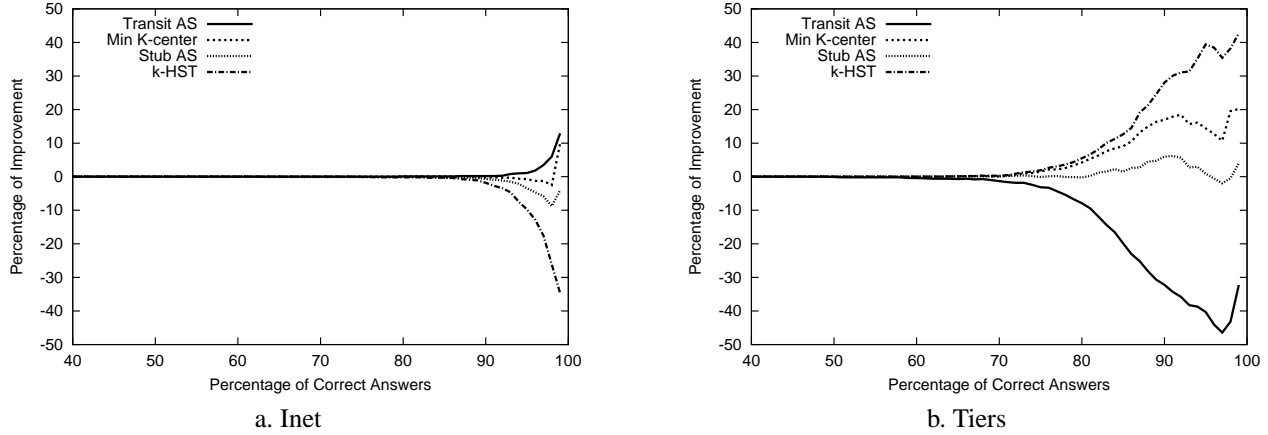 50
40
30
20
10
0
-10
-20
-30
-40
-50
40 50 60 70 80 90 100
Percentage of Improvement
Percentage of Correct Answers
Transit AS
Min K-center
Stub AS
k-HST
a. Inet
50
40
30
20
10
0
-10
-20
-30
-40
-50
40 50 60 70 80 90 100
Percentage of Improvement
Percentage of Correct Answers
Transit AS
Min K-center
Stub AS
k-HST
b. Tiers